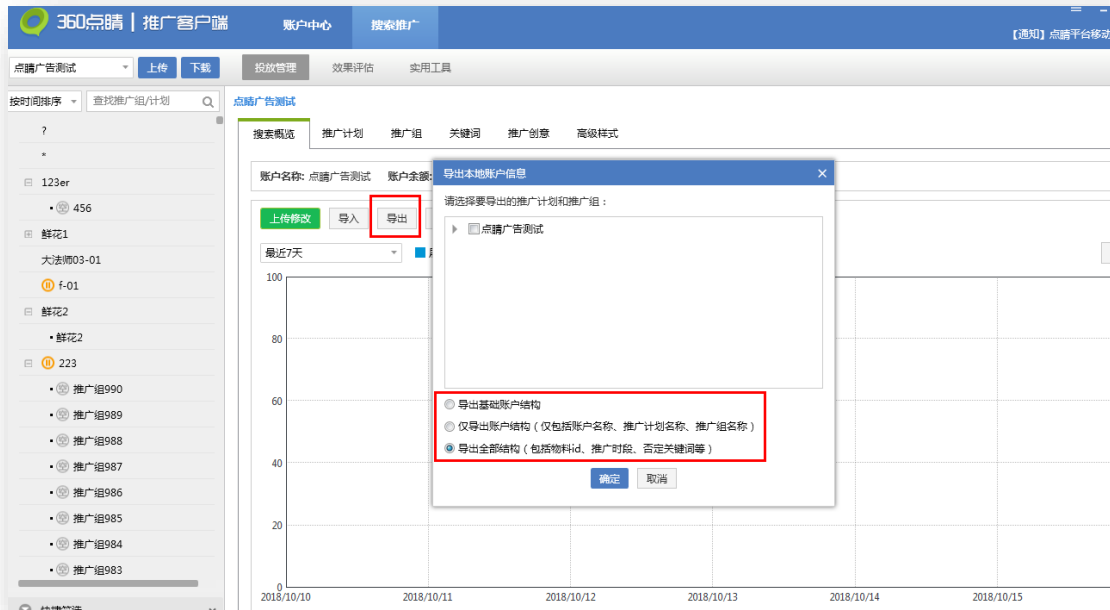 360点睛 | 推广客户端
账户中心
搜索推广
【通知】点睛平台移动
点睛广告测试
上传
下载
投放管理
效果评估
实用工具
按时间排序
查找推广组/计划
?
*
123er
456
鲜花1
大法师03-01
f-01
鲜花2
鲜花2
223
推广组990
推广组989
推广组988
推广组987
推广组986
推广组985
推广组984
推广组983
点睛广告测试
搜索概览
推广计划
推广组
关键词
推广创意
高级样式
账户名称: 点睛广告测试
账户余额:
上传修改
导入
导出
最近7天
100
80
60
40
20
0
2018/10/10
2018/10/11
2018/10/12
2018/10/13
2018/10/14
2018/10/15
导出本地账户信息
请选择要导出的推广计划和推广组：
点睛广告测试
导出基础账户结构
仅导出账户结构（仅包括账户名称、推广计划名称、推广组名称）
导出全部结构（包括物料id、推广时段、否定关键词等）
确定
取消